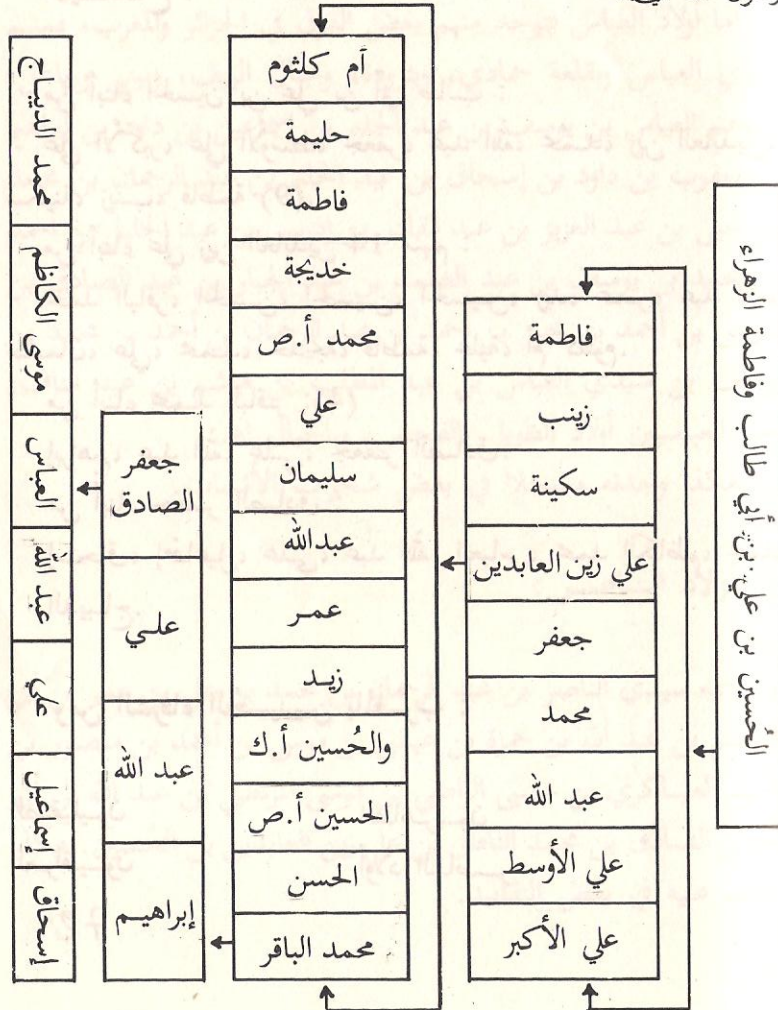 الحُسين بن علي بن أبي طالب وفاطمة الزهراء
فاطمة
زينب
سكينة
علي زين العابدين
جعفر
محمد
عبد الله
علي الأوسط
علي الأكبر
أم كلثوم
حليمة
فاطمة
خديجة
محمد أ.ص
علي
سليمان
عبدالله
عمر
زيد
والحُسين أ.ك
الحسين أ.ص
الحسن
محمد الباقر
جعفر
الصادق
علي
عبد الله
إبراهيم
محمد الديباج
موسى الكاظم
العباس
عبد الله
علي
إسماعيل
إسحاق